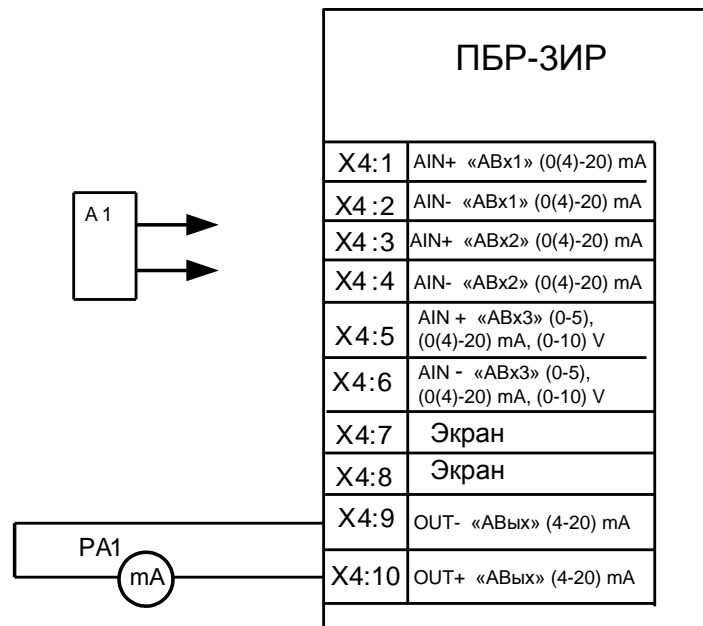 ПБР-3ИР
X4:1 AIN+ «АВх1» (0(4)-20) mA
X4:2 AIN- «АВх1» (0(4)-20) mA
A1
X4:3 AIN+ «АВх2» (0(4)-20) mA
X4:4 AIN- «АВх2» (0(4)-20) mA
X4:5 AIN + «АВх3» (0-5),
(0(4)-20) mA, (0-10) V
X4:6 AIN - «АВх3» (0-5),
(0(4)-20) mA, (0-10) V
X4:7 Экран
X4:8 Экран
X4:9 OUT- «АВых» (4-20) mA
PA1
mA
X4:10 OUT+ «АВых» (4-20) mA